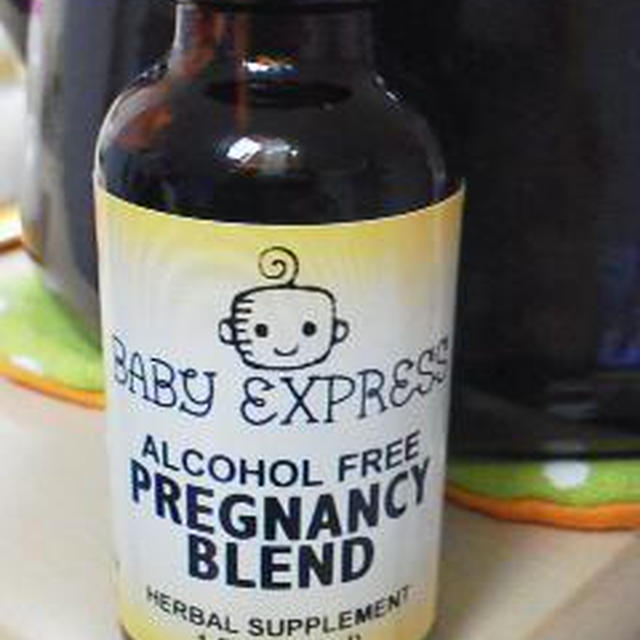 BABY EXPRESS
ALCOHOL FREE
PREGNANCY
BLEND
HERBAL SUPPLEMENT